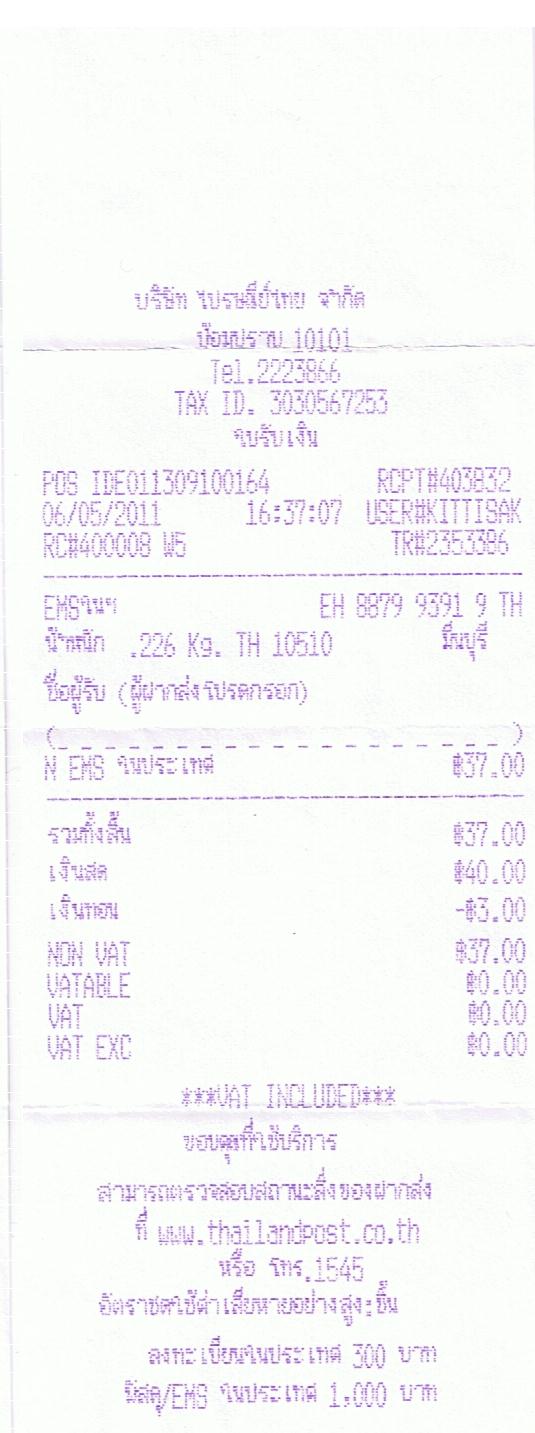 บริษัท ไปรษณีย์ไทย จำกัด
ป้อมปราบ 10101
Tel.2223866
TAX ID. 3030567253
ใบรับเงิน
POS IDE011309100164 RCPT#403832
06/05/2011 16:37:07 USER#KITTISAK
RC#400008 W5 TR#2353386
EMSในฯ EH 8879 9391 9 TH
น้ำหนัก .226 Kg. TH 10510 มีนบุรี
ชื่อผู้รับ (ผู้ฝากส่งโปรดกรอก)
(_ _ _ _ _ _ _ _ _ _ _ _ _ _ _ _ _ _ _ _)
N EMS ในประเทศ ฿37.00
รวมทั้งสิ้น ฿37.00
เงินสด ฿40.00
เงินทอน -฿3.00
NON VAT ฿37.00
VATABLE ฿0.00
VAT ฿0.00
VAT EXC ฿0.00
***VAT INCLUDED***
ขอบคุณที่ใช้บริการ
สามารถตรวจสอบสถานะสิ่งของฝากส่ง
ที่ www.thailandpost.co.th
หรือ โทร.1545
อัตราชดใช้ค่าเสียหายอย่างสูง:ชิ้น
ลงทะเบียนในประเทศ 300 บาท
พัสดุ/EMS ในประเทศ 1,000 บาท